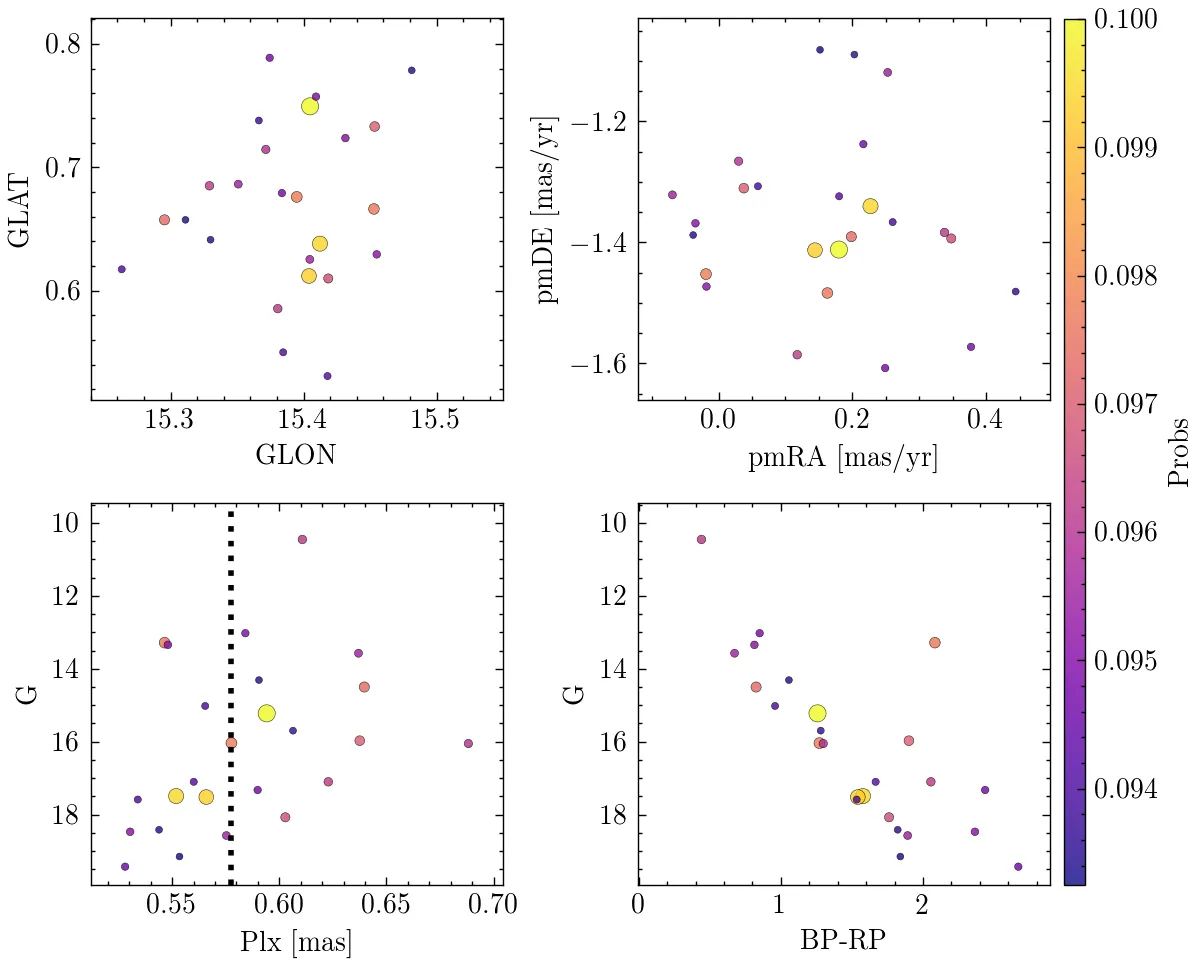 0.8
0.7
0.6
GLAT
15.3 15.4 15.5
GLON
−1.2
−1.4
−1.6
pmDE [mas/yr]
0.0 0.2 0.4
pmRA [mas/yr]
10
12
14
16
18
G
0.55 0.60 0.65 0.70
Plx [mas]
10
12
14
16
18
G
0 1 2
BP-RP
0.100
0.099
0.098
0.097
0.096
0.095
0.094
Probs